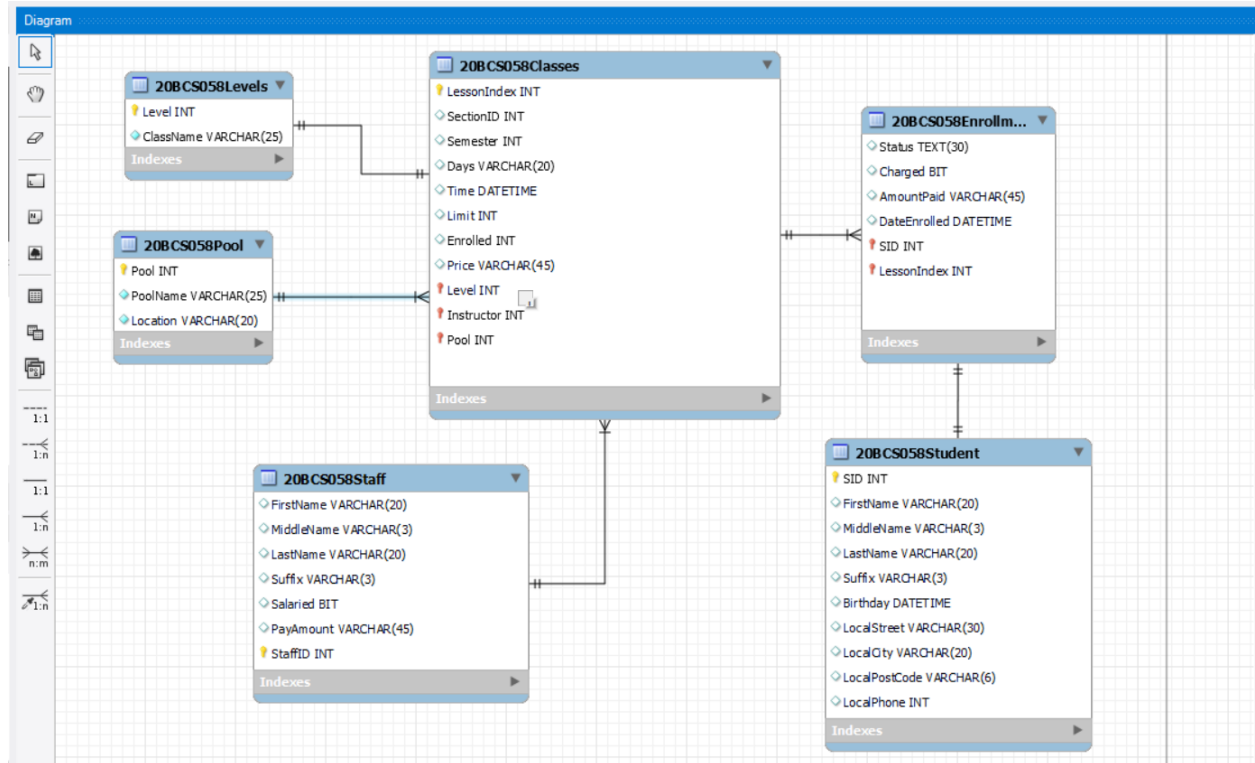 Diagram
20BCS058Levels
Level INT
ClassName VARCHAR(25)
Indexes
20BCS058Pool
Pool INT
PoolName VARCHAR(25)
Location VARCHAR(20)
Indexes
20BCS058Classes
LessonIndex INT
SectionID INT
Semester INT
Days VARCHAR(20)
Time DATETIME
Limit INT
Enrolled INT
Price VARCHAR(45)
Level INT
Instructor INT
Pool INT
Indexes
20BCS058Enrollm...
Status TEXT(30)
Charged BIT
AmountPaid VARCHAR(45)
DateEnrolled DATETIME
SID INT
LessonIndex INT
Indexes
20BCS058Staff
FirstName VARCHAR(20)
MiddleName VARCHAR(3)
LastName VARCHAR(20)
Suffix VARCHAR(3)
Salaried BIT
PayAmount VARCHAR(45)
StaffID INT
Indexes
20BCS058Student
SID INT
FirstName VARCHAR(20)
MiddleName VARCHAR(3)
LastName VARCHAR(20)
Suffix VARCHAR(3)
Birthday DATETIME
LocalStreet VARCHAR(30)
LocalCity VARCHAR(20)
LocalPostCode VARCHAR(6)
LocalPhone INT
Indexes
1:1
1:n
1:1
1:n
n:m
1:n